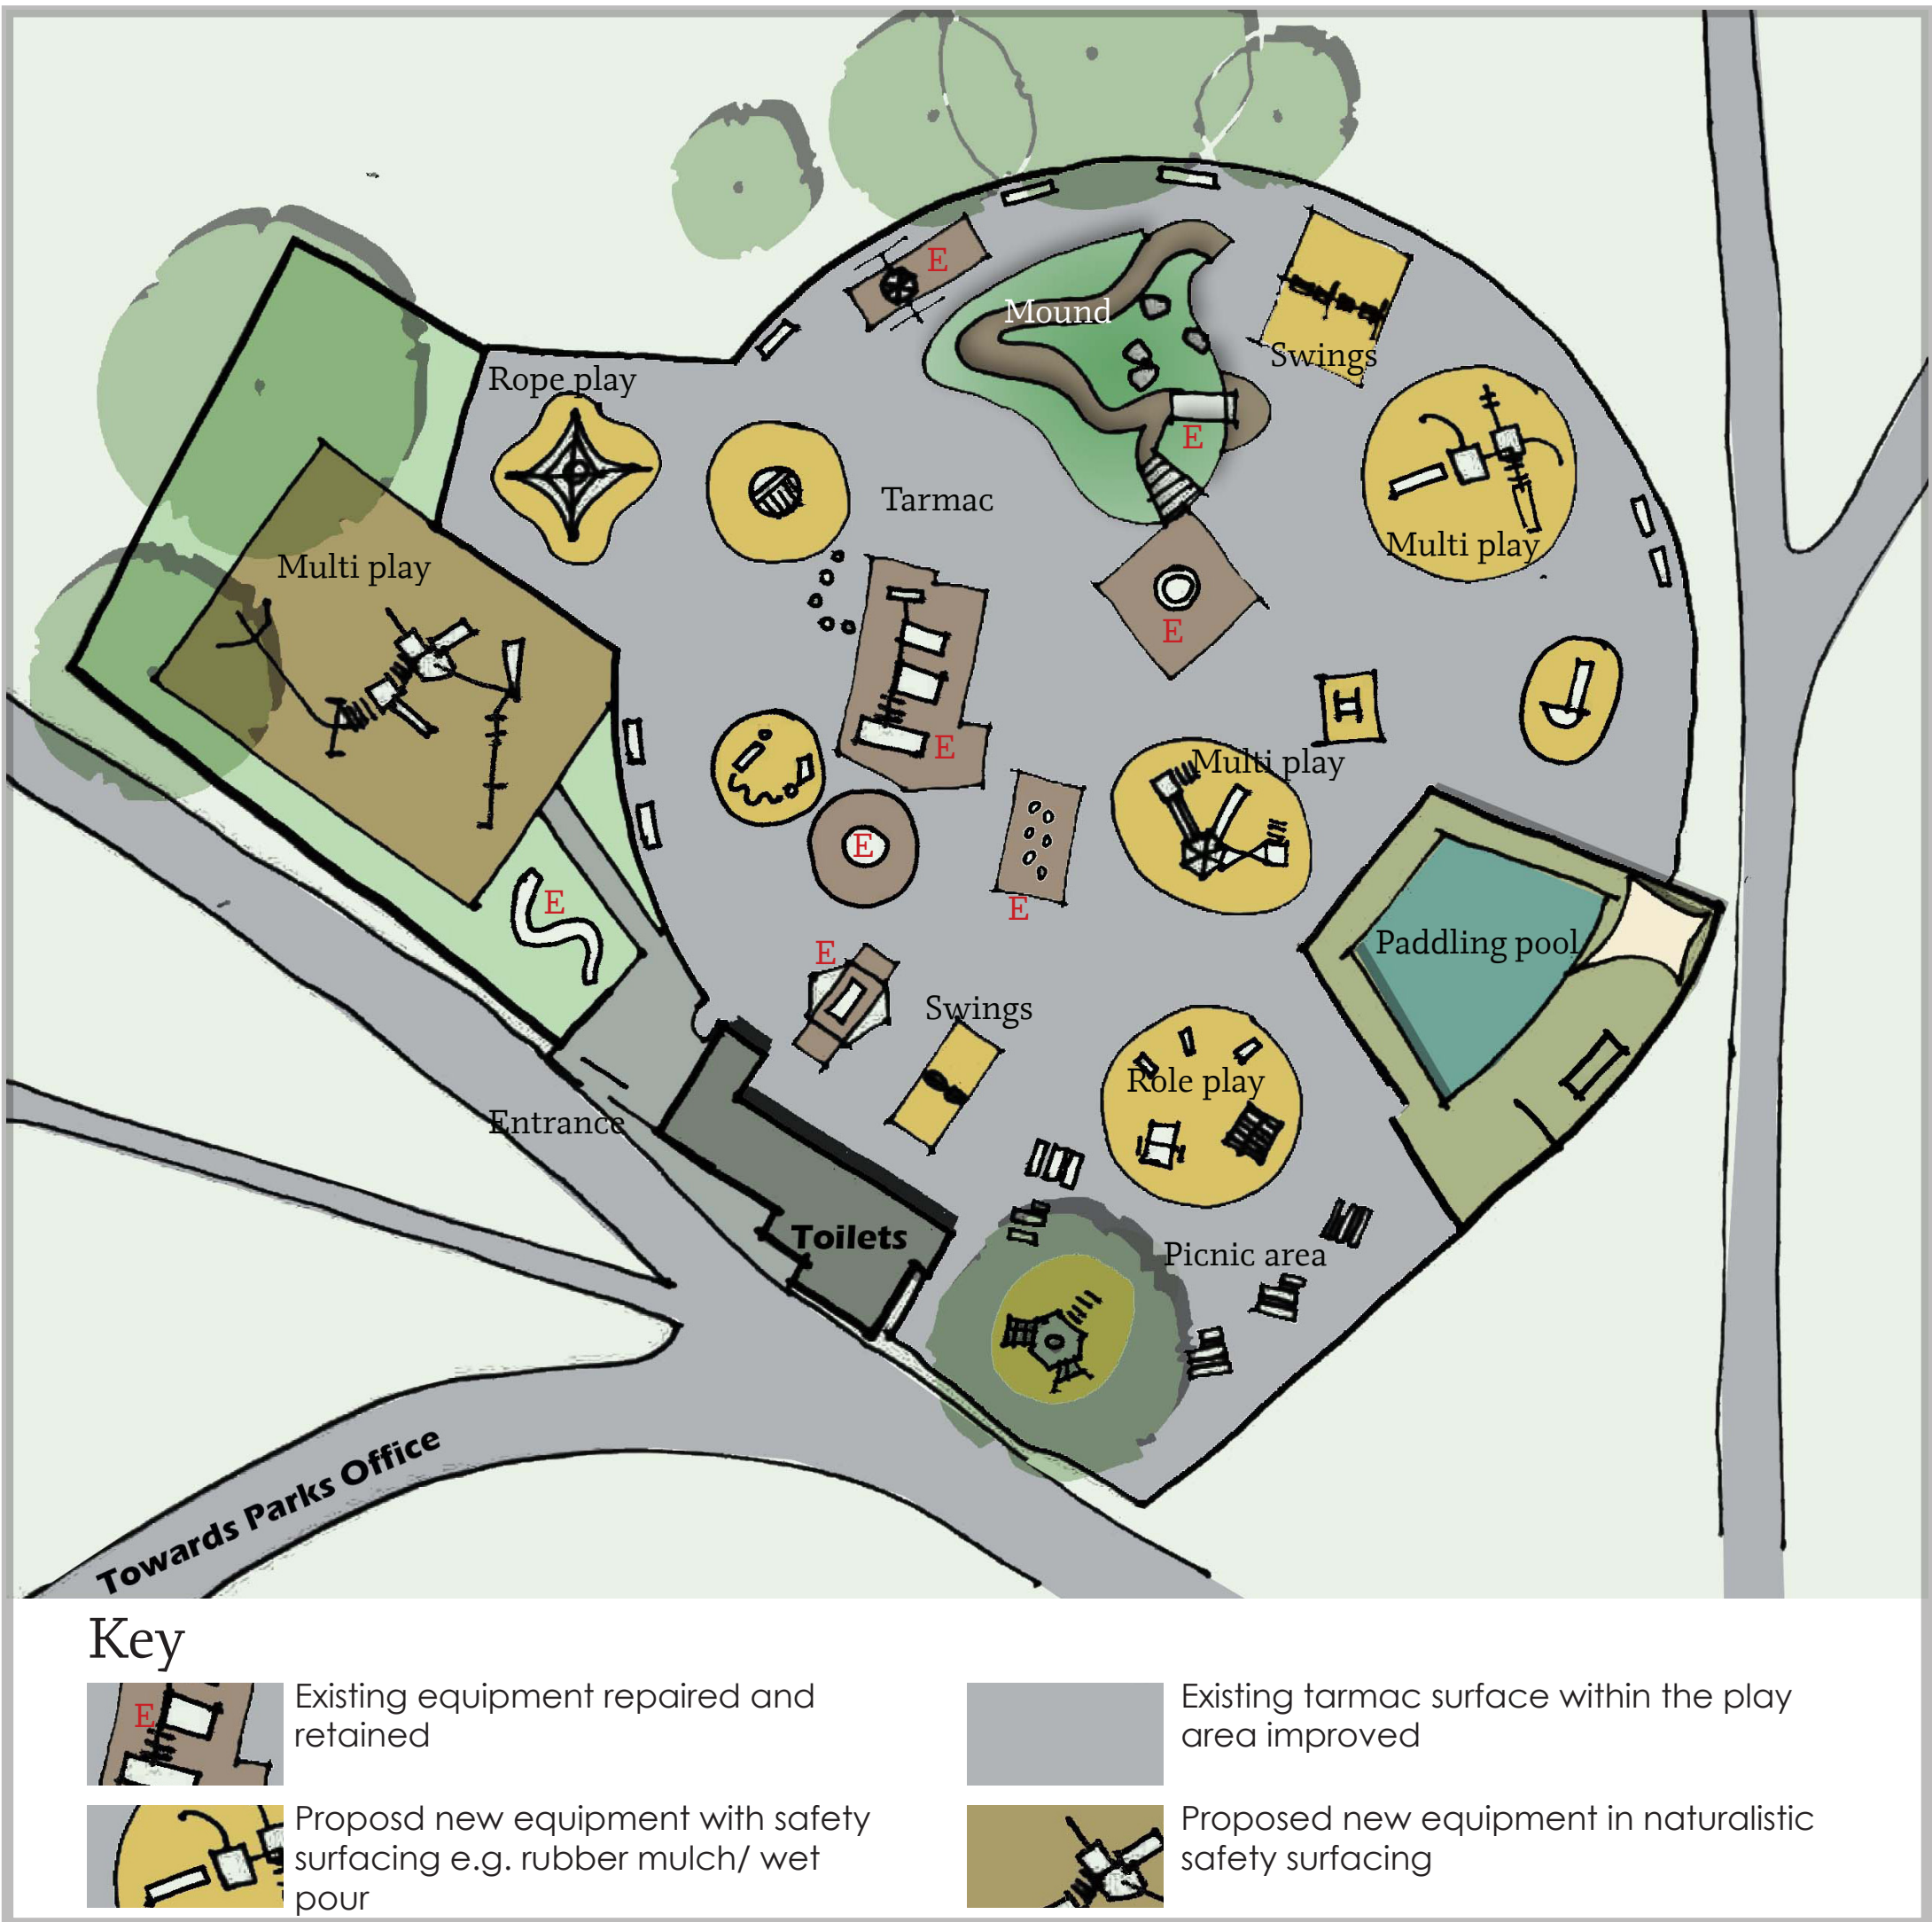 E
Mound
Swings
Rope play
E
Tarmac
Multi play
Multi play
E
E
Multi play
E
E
E
E
Paddling pool
E
Swings
Role play
Entrance
Toilets
Picnic area
Towards Parks Office
Key
E
Existing equipment repaired and
retained
Existing tarmac surface within the play
area improved
Proposd new equipment with safety
surfacing e.g. rubber mulch/ wet
pour
Proposed new equipment in naturalistic
safety surfacing